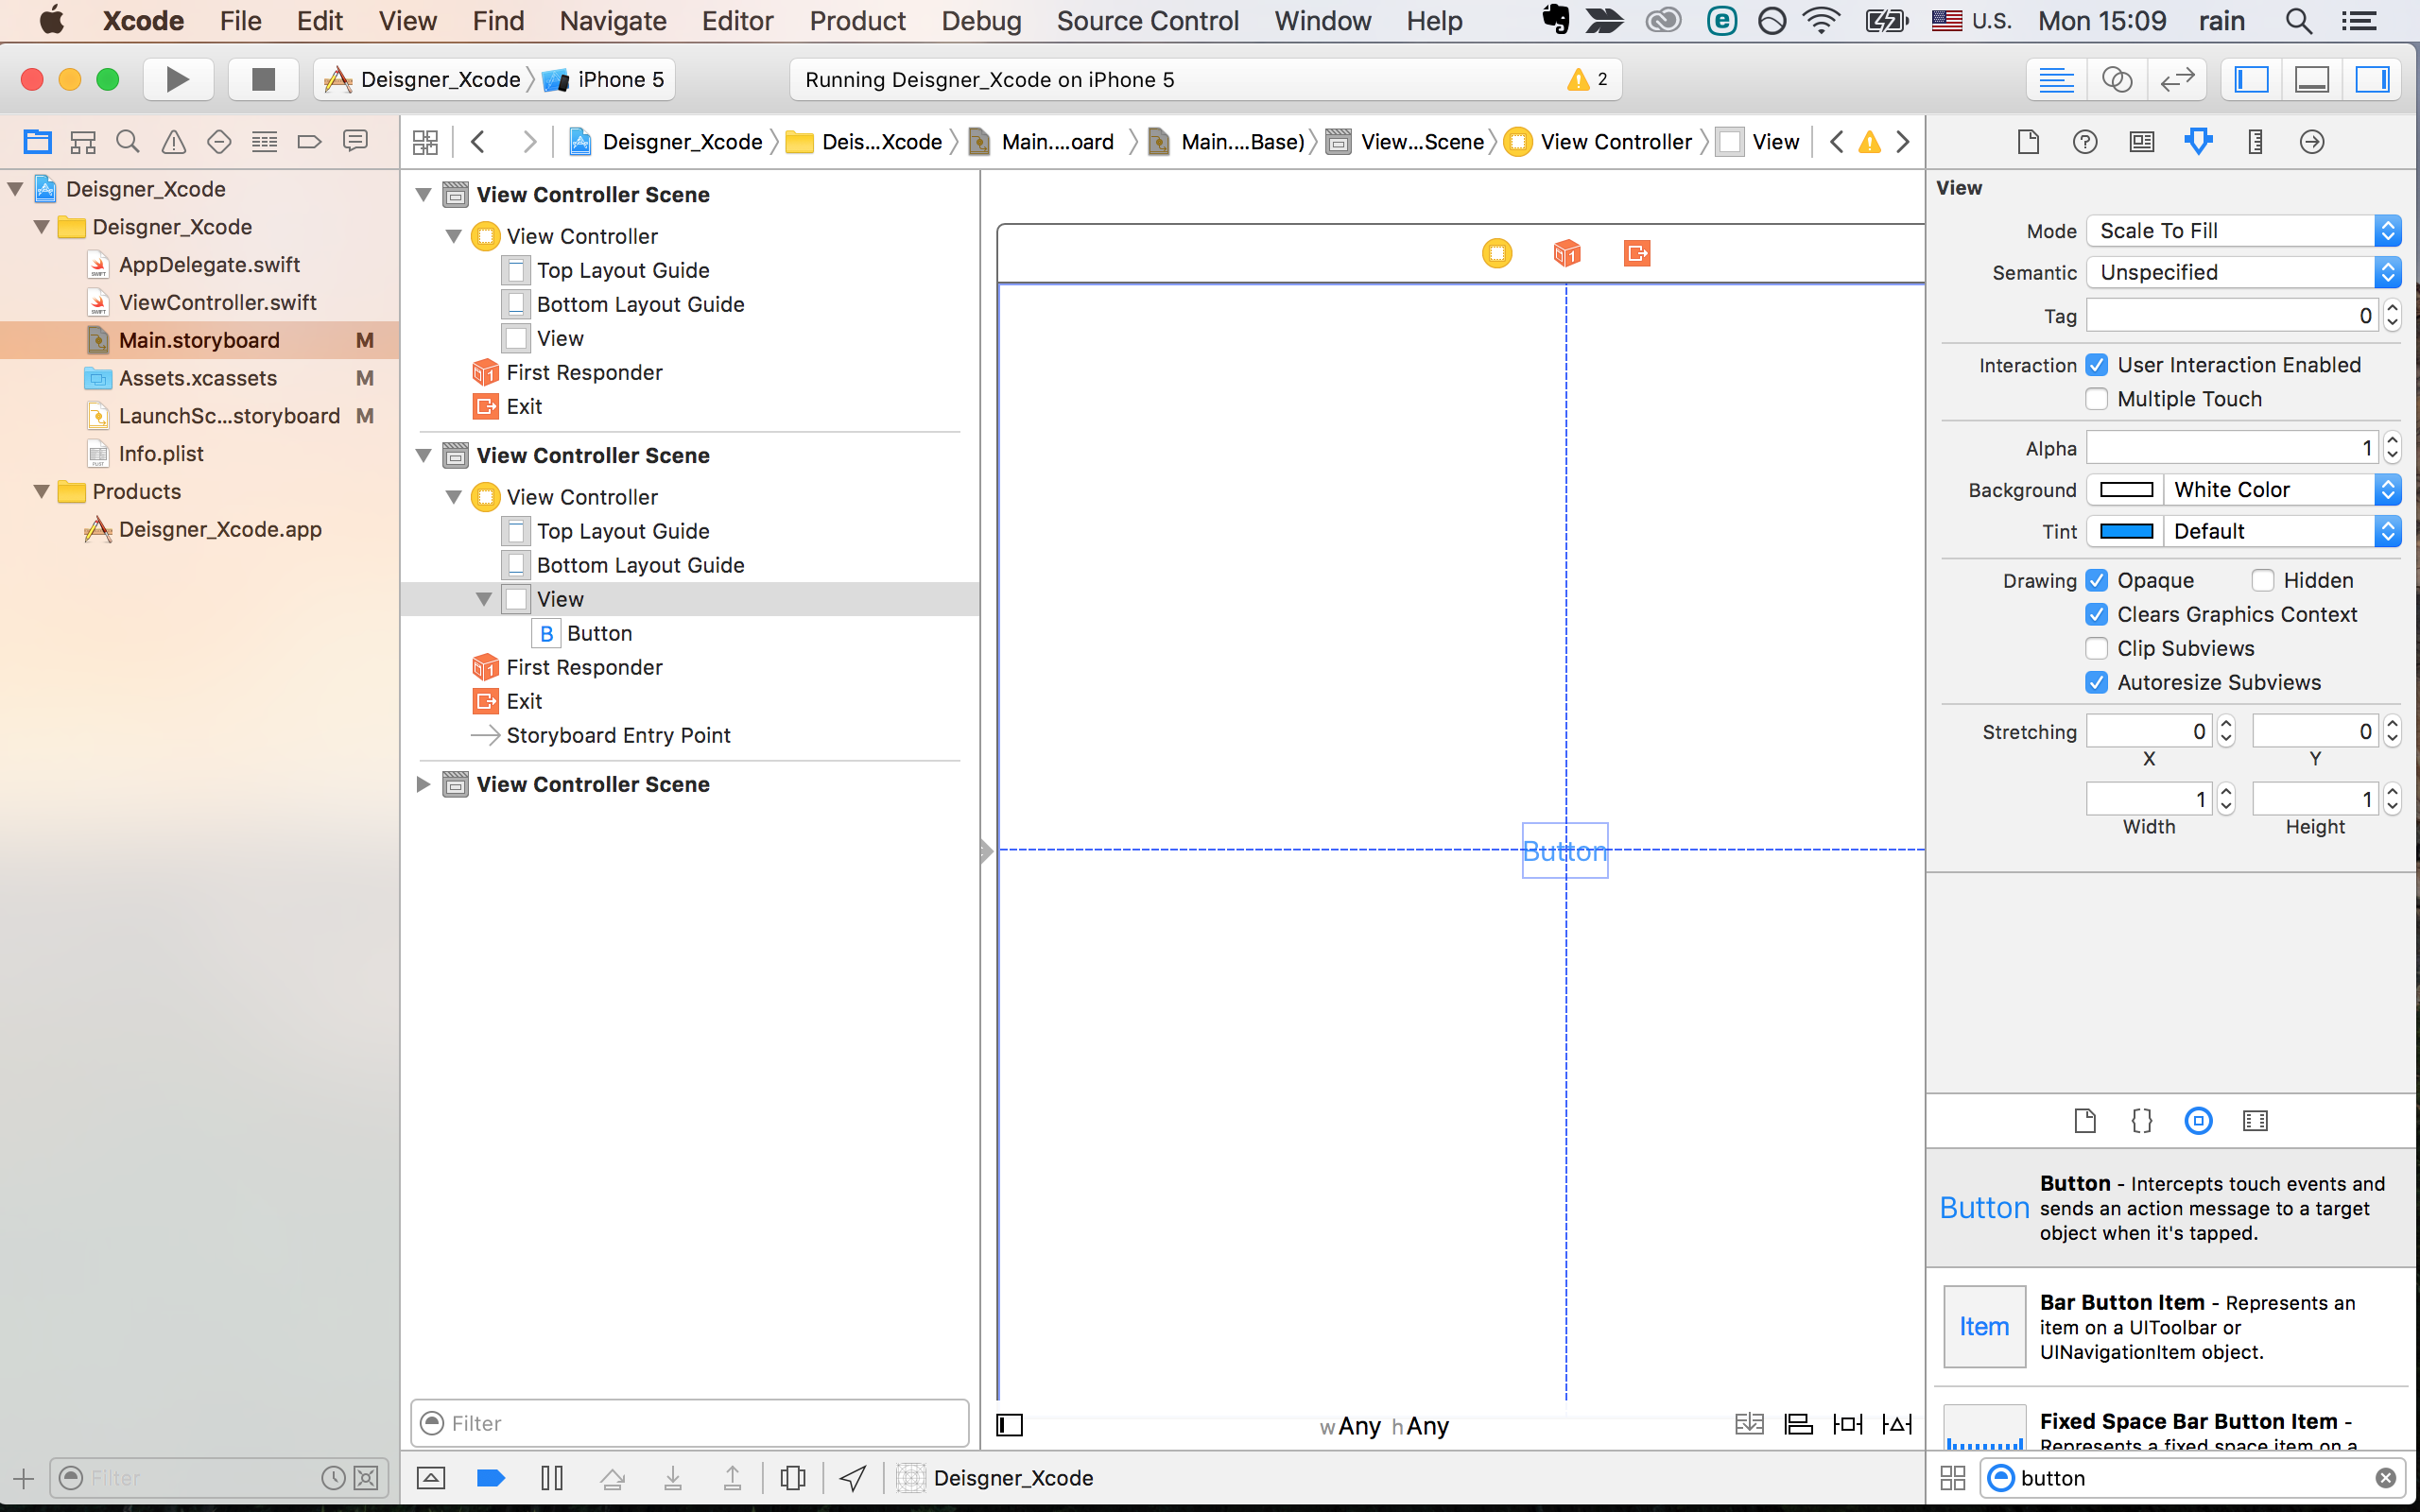 Xcode File Edit View Find Navigate Editor Product Debug Source Control Window Help U.S. Mon 15:09 rain
Deisgner_Xcode iPhone 5 Running Deisgner_Xcode on iPhone 5 2
Deisgner_Xcode Deis...Xcode Main....oard Main....Base) View...Scene View Controller View
Deisgner_Xcode
Deisgner_Xcode
AppDelegate.swift
ViewController.swift
Main.storyboard M
Assets.xcassets M
LaunchSc...storyboard M
Info.plist
Products
Deisgner_Xcode.app
Filter
View Controller Scene
View Controller
Top Layout Guide
Bottom Layout Guide
View
First Responder
Exit
View Controller Scene
View Controller
Top Layout Guide
Bottom Layout Guide
View
B Button
First Responder
Exit
Storyboard Entry Point
View Controller Scene
Filter
Button
wAny hAny
Deisgner_Xcode
View
Mode Scale To Fill
Semantic Unspecified
Tag 0
Interaction User Interaction Enabled
Multiple Touch
Alpha 1
Background White Color
Tint Default
Drawing Opaque Hidden
Clears Graphics Context
Clip Subviews
Autoresize Subviews
Stretching 0 0
X Y
1 1
Width Height
Button
Button - Intercepts touch events and
sends an action message to a target
object when it's tapped.
Item
Bar Button Item - Represents an
item on a UIToolbar or
UINavigationItem object.
Fixed Space Bar Button Item -
Represents a fixed space item on a
button